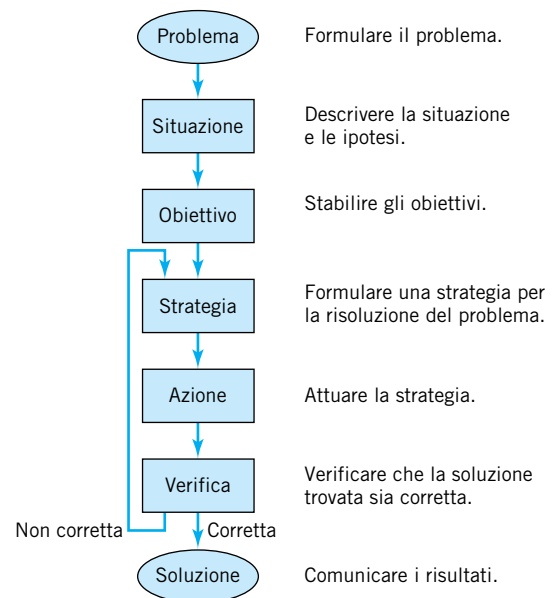 Problema
Formulare il problema.
Situazione
Descrivere la situazione
e le ipotesi.
Obiettivo
Stabilire gli obiettivi.
Strategia
Formulare una strategia per
la risoluzione del problema.
Azione
Attuare la strategia.
Verifica
Verificare che la soluzione
trovata sia corretta.
Non corretta
Corretta
Soluzione
Comunicare i risultati.